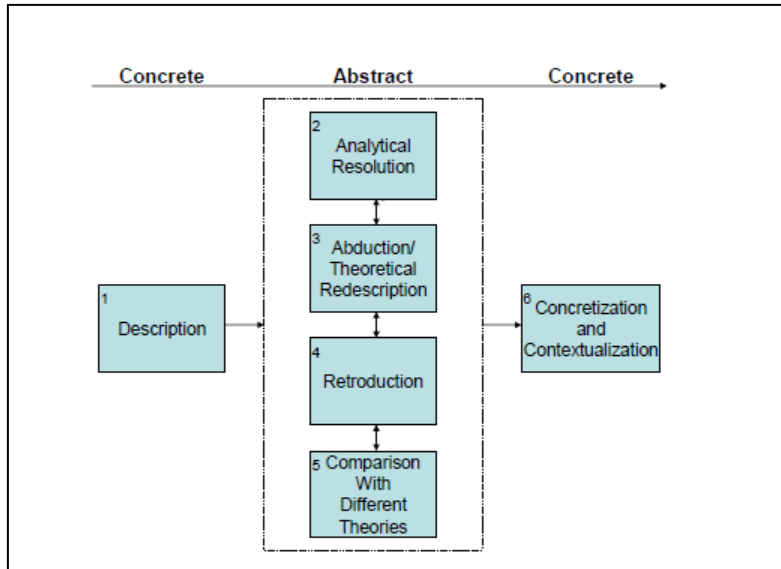 Concrete Abstract Concrete
2
Analytical
Resolution
3
Abduction/
Theoretical
Redescription
1
Description
4
Retroduction
5
Comparison
With
Different
Theories
6
Concretization
and
Contextualization